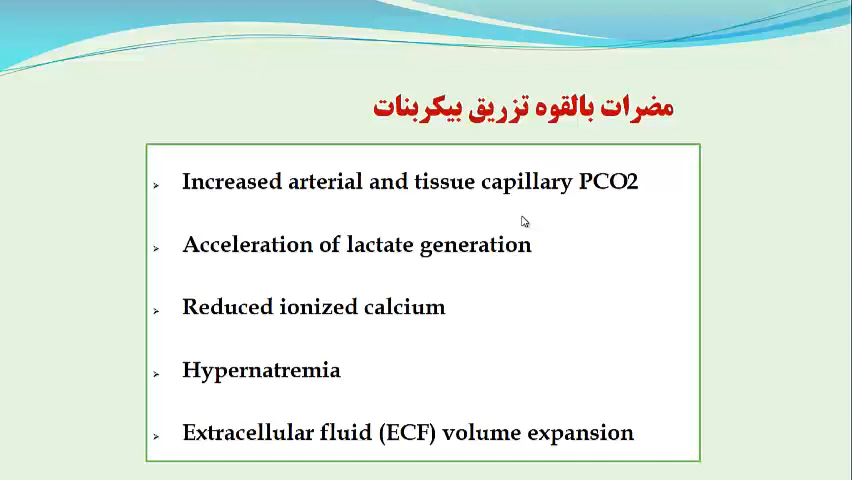 مضرات بالقوه تزریق بیکربنات
➢ Increased arterial and tissue capillary PCO2
➢ Acceleration of lactate generation
➢ Reduced ionized calcium
➢ Hypernatremia
➢ Extracellular fluid (ECF) volume expansion